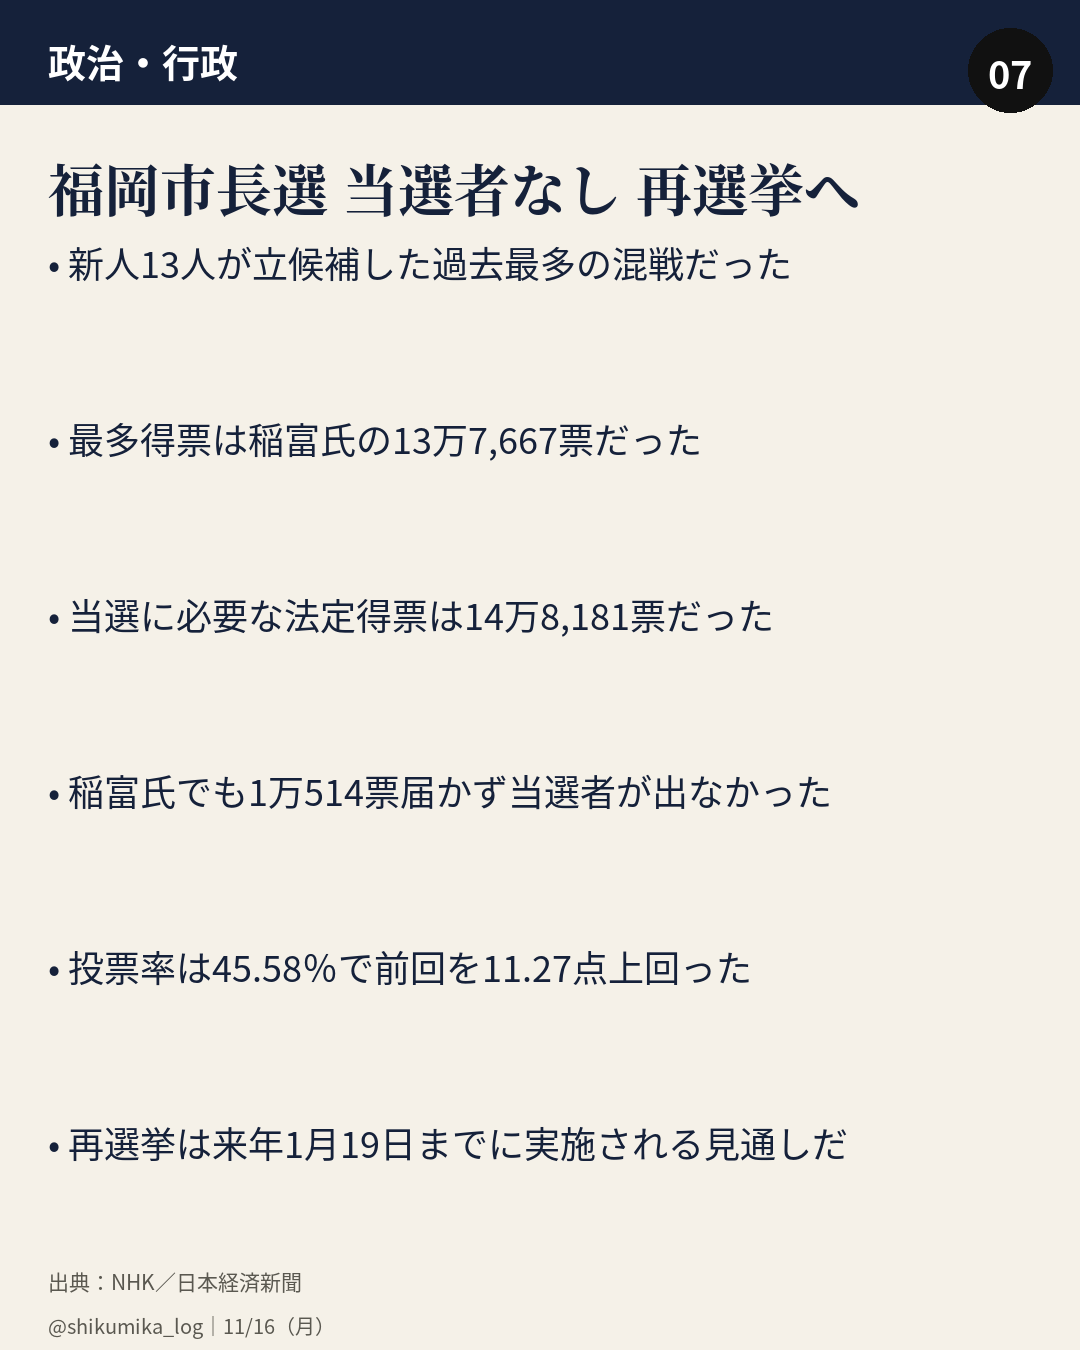 政治・行政
07
福岡市長選 当選者なし 再選挙へ
• 新人13人が立候補した過去最多の混戦だった
• 最多得票は稲富氏の13万7,667票だった
• 当選に必要な法定得票は14万8,181票だった
• 稲富氏でも1万514票届かず当選者が出なかった
• 投票率は45.58%で前回を11.27点上回った
• 再選挙は来年1月19日までに実施される見通しだ
出典：NHK／日本経済新聞
@shikumika_log｜11/16（月）